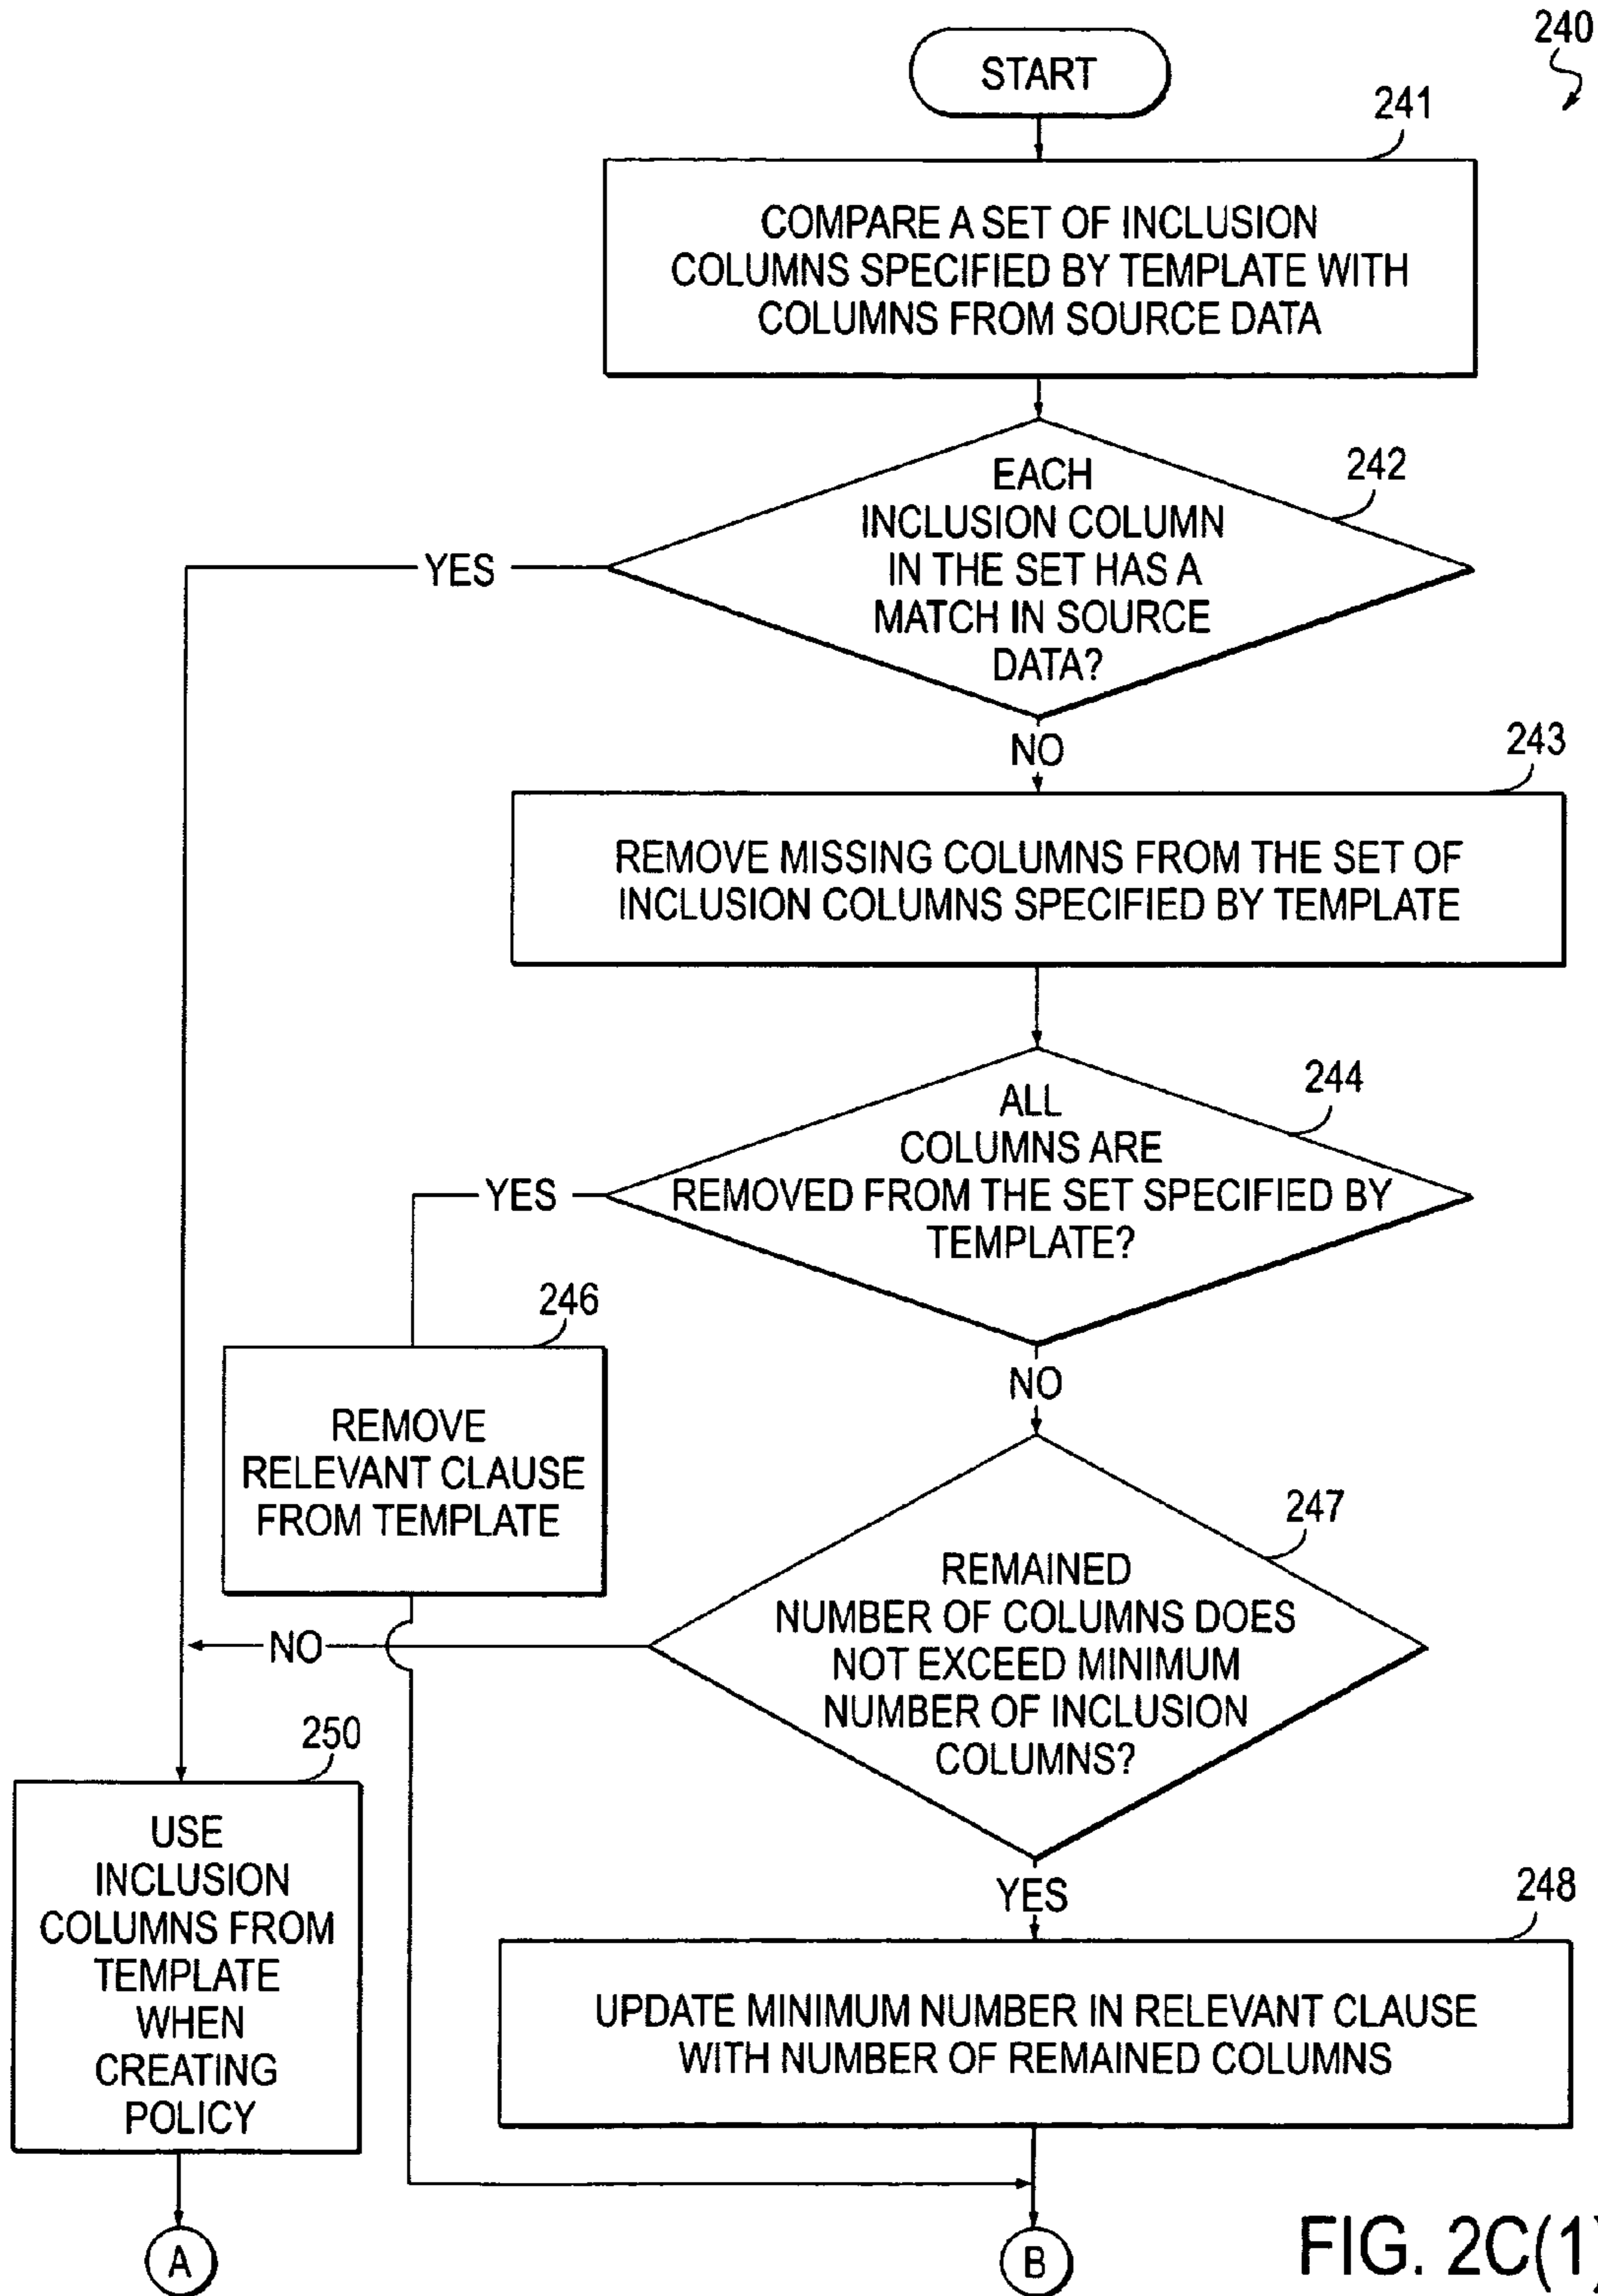 240
START
241
COMPARE A SET OF INCLUSION
COLUMNS SPECIFIED BY TEMPLATE WITH
COLUMNS FROM SOURCE DATA
242
EACH
INCLUSION COLUMN
IN THE SET HAS A
MATCH IN SOURCE
DATA?
YES
NO
243
REMOVE MISSING COLUMNS FROM THE SET OF
INCLUSION COLUMNS SPECIFIED BY TEMPLATE
244
ALL
COLUMNS ARE
REMOVED FROM THE SET SPECIFIED BY
TEMPLATE?
YES
NO
246
REMOVE
RELEVANT CLAUSE
FROM TEMPLATE
247
REMAINED
NUMBER OF COLUMNS DOES
NOT EXCEED MINIMUM
NUMBER OF INCLUSION
COLUMNS?
NO
YES
250
USE
INCLUSION
COLUMNS FROM
TEMPLATE
WHEN
CREATING
POLICY
248
UPDATE MINIMUM NUMBER IN RELEVANT CLAUSE
WITH NUMBER OF REMAINED COLUMNS
A
B
FIG. 2C(1)